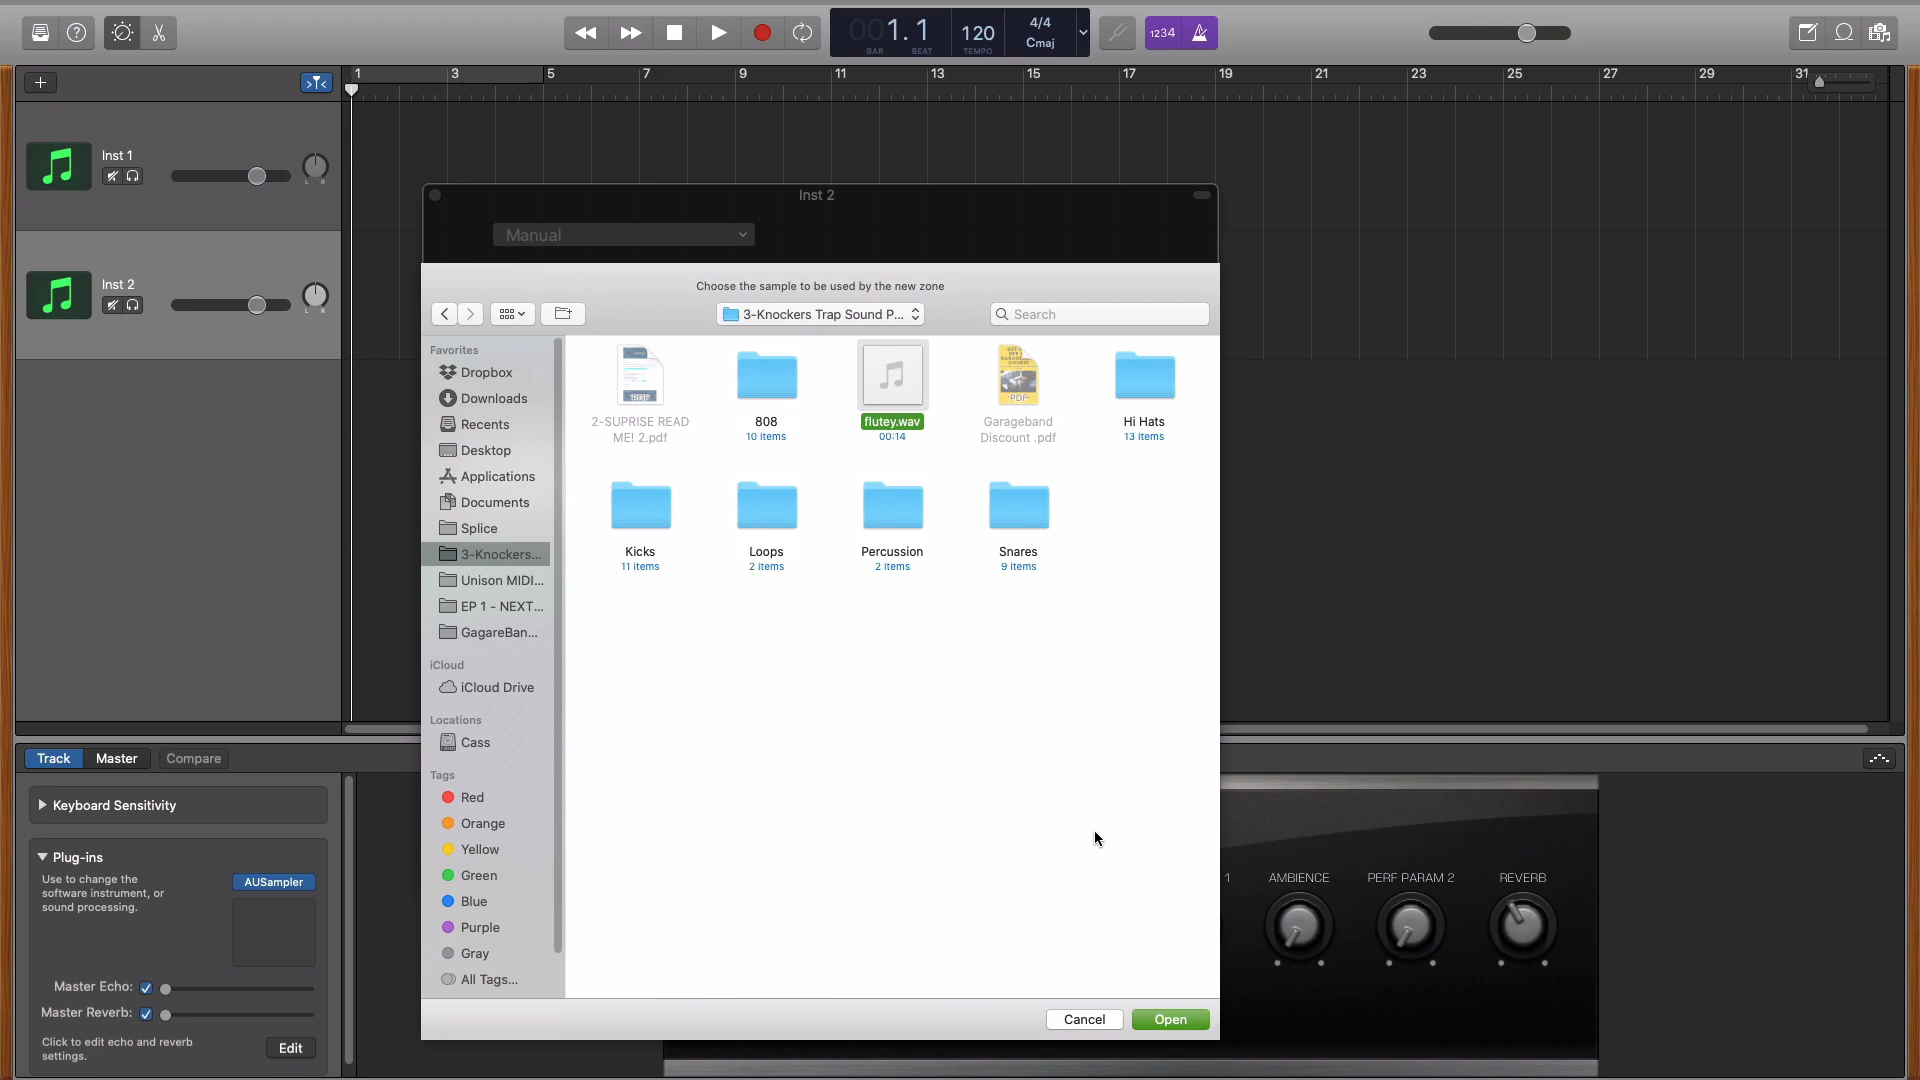 001.1
BAR
BEAT
120
TEMPO
4/4
Cmaj
1234
1
3
5
7
9
11
13
15
17
19
21
23
25
27
29
31
Inst 1
L R
Inst 2
L R
Inst 2
Manual
Choose the sample to be used by the new zone
3-Knockers Trap Sound P...
Search
Favorites
Dropbox
Downloads
Recents
Desktop
Applications
Documents
Splice
3-Knockers...
Unison MIDI...
EP 1 - NEXT...
GagareBan...
iCloud
iCloud Drive
Locations
Cass
Tags
Red
Orange
Yellow
Green
Blue
Purple
Gray
All Tags...
PDF
2-SUPRISE READ
ME! 2.pdf
808
10 items
flutey.wav
00:14
PDF
Garageband
Discount .pdf
Hi Hats
13 items
Kicks
11 items
Loops
2 items
Percussion
2 items
Snares
9 items
Cancel
Open
Track
Master
Compare
Keyboard Sensitivity
Plug-ins
Use to change the
software instrument, or
sound processing.
AUSampler
Master Echo:
Master Reverb:
Click to edit echo and reverb
settings.
Edit
1
AMBIENCE
PERF PARAM 2
REVERB